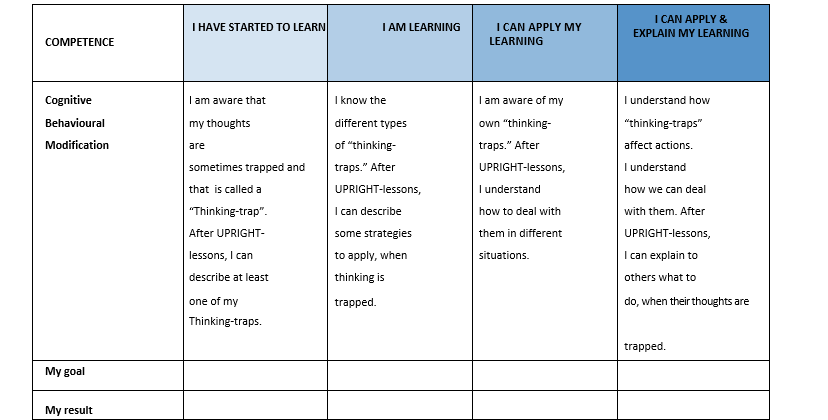 COMPETENCE
I HAVE STARTED TO LEARN
I AM LEARNING
I CAN APPLY MY
LEARNING
I CAN APPLY &
EXPLAIN MY LEARNING
Cognitive
Behavioural
Modification
I am aware that
my thoughts
are
sometimes trapped and
that is called a
“Thinking-trap”.
After UPRIGHT-
lessons, I can
describe at least
one of my
Thinking-traps.
I know the
different types
of “thinking-
traps.” After
UPRIGHT-lessons,
I can describe
some strategies
to apply, when
thinking is
trapped.
I am aware of my
own “thinking-
traps.” After
UPRIGHT-lessons,
I understand
how to deal with
them in different
situations.
I understand how
“thinking-traps”
affect actions.
I understand
how we can deal
with them. After
UPRIGHT-lessons,
I can explain to
others what to
do, when their thoughts are
trapped.
My goal
My result